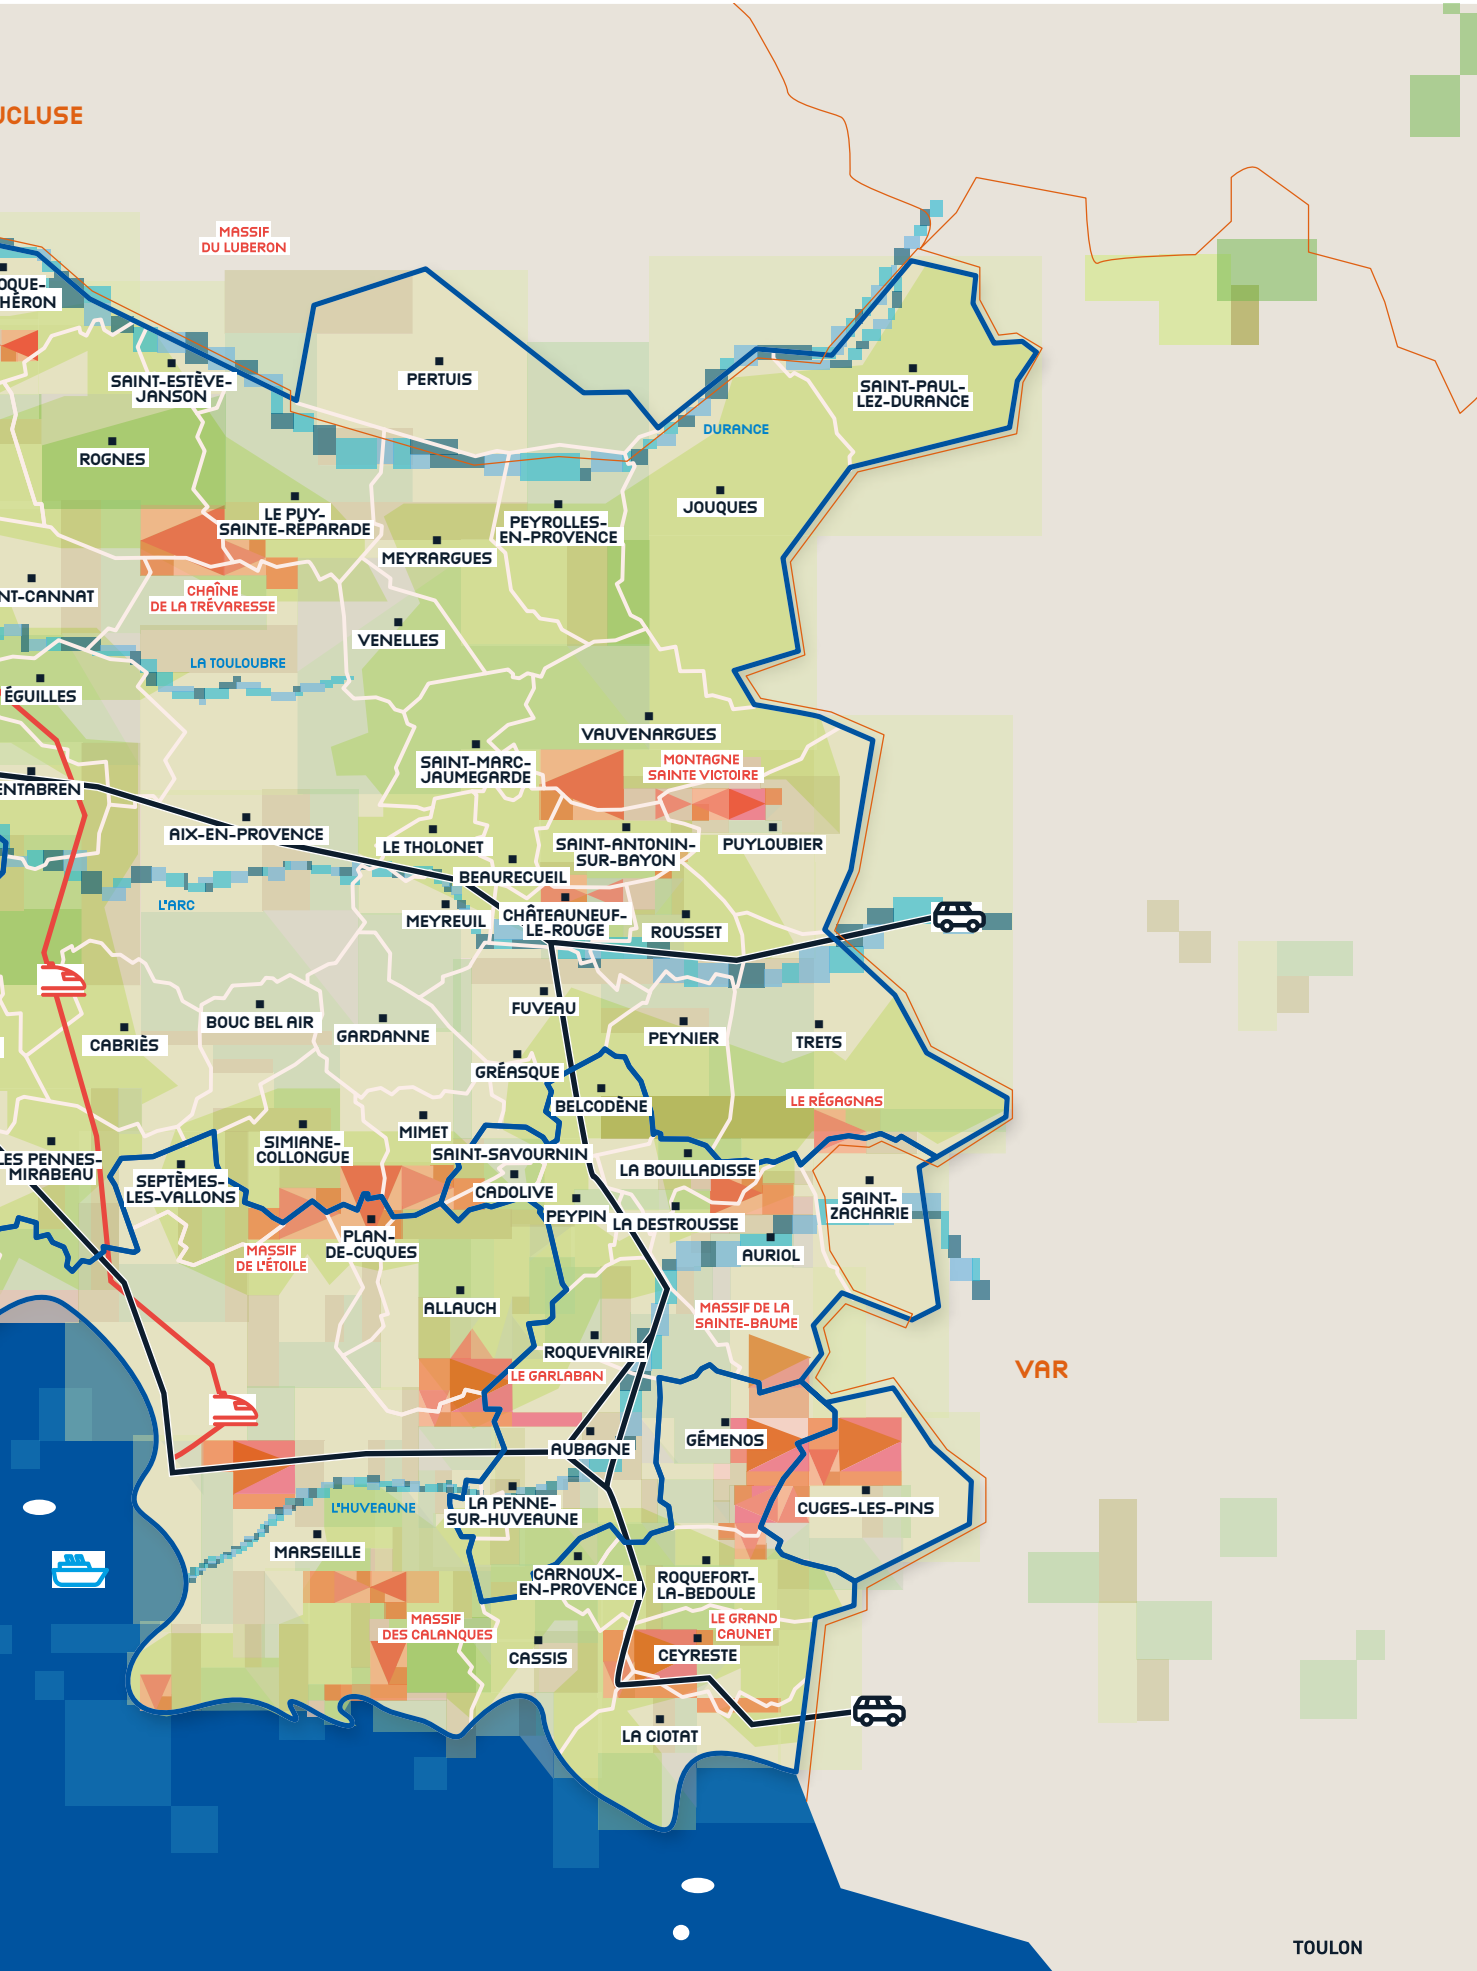 UCLUSE
MASSIF
DU LUBERON
OQUE-
HÉRON
PERTUIS
SAINT-ESTÈVE-
JANSON
SAINT-PAUL-
LEZ-DURANCE
DURANCE
ROGNES
JOUQUES
LE PUY-
SAINTE-RÉPARADE
PEYROLLES-
EN-PROVENCE
MEYRARGUES
NT-CANNAT
CHAÎNE
DE LA TRÉVARESSE
VENELLES
LA TOULOUBRE
ÉGUILLES
VAUVENARGUES
SAINT-MARC-
JAUMEGARDE
MONTAGNE
SAINTE VICTOIRE
ENTABREN
AIX-EN-PROVENCE
LE THOLONET
SAINT-ANTONIN-
SUR-BAYON
PUYLOUBIER
BEAURECUEIL
L'ARC
MEYREUIL
CHÂTEAUNEUF-
LE-ROUGE
ROUSSET
FUVEAU
BOUC BEL AIR
GARDANNE
PEYNIER
TRETS
CABRIÈS
GRÉASQUE
BELCODÈNE
LE RÉGAGNAS
MIMET
SIMIANE-
COLLONGUE
SAINT-SAVOURNIN
LES PENNES-
MIRABEAU
LA BOUILLADISSE
SEPTÈMES-
LES-VALLONS
CADOLIVE
SAINT-
ZACHARIE
PEYPIN
LA DESTROUSSE
PLAN-
DE-CUQUES
MASSIF
DE L'ÉTOILE
AURIOL
ALLAUCH
MASSIF DE LA
SAINTE-BAUME
ROQUEVAIRE
VAR
LE GARLABAN
GÉMENOS
AUBAGNE
L'HUVEAUNE
LA PENNE-
SUR-HUVEAUNE
CUGES-LES-PINS
MARSEILLE
CARNOUX-
EN-PROVENCE
ROQUEFORT-
LA-BEDOULE
MASSIF
DES CALANQUES
LE GRAND
CAUNET
CASSIS
CEYRESTE
LA CIOTAT
TOULON